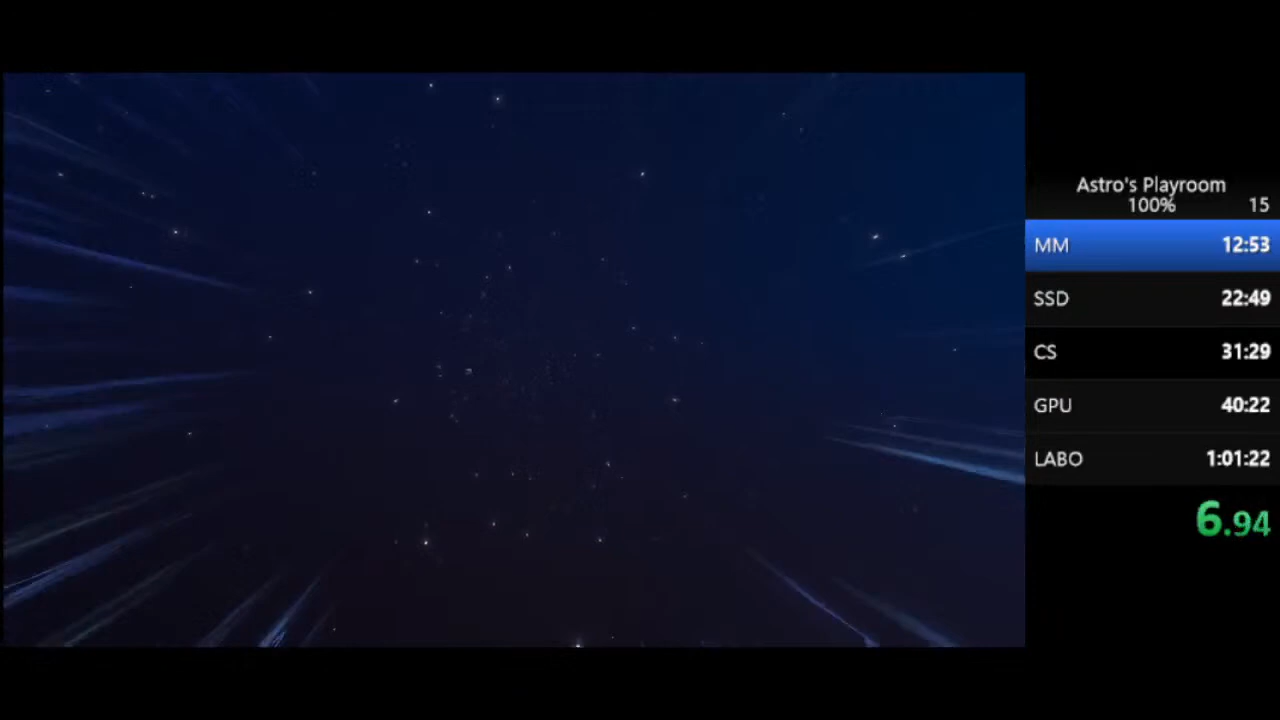 Astro's Playroom
100% 15
MM 12:53
SSD 22:49
CS 31:29
GPU 40:22
LABO 1:01:22
6.94